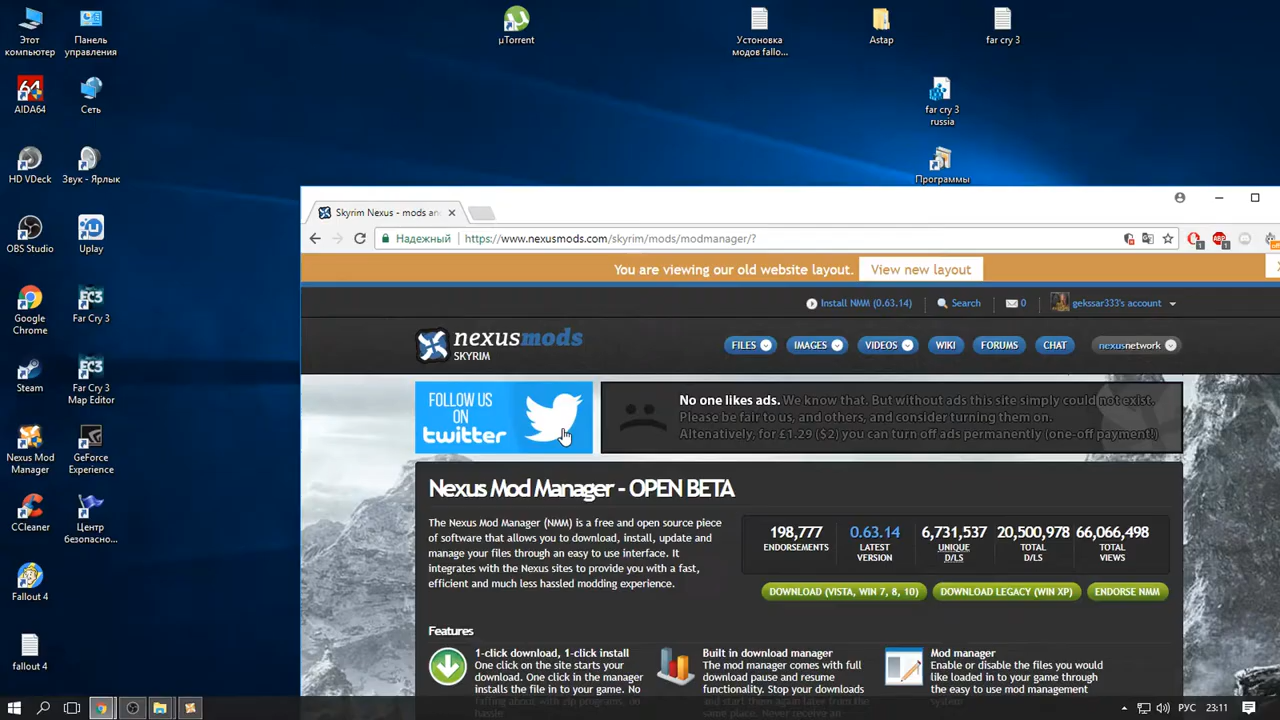 Этот
компьютер
Панель
управления
µTorrent
Устоновка
модов fallo...
Astap
far cry 3
64
AIDA64
Сеть
far cry 3
russia
HD VDeck
Звук - Ярлык
Программы
OBS Studio
Uplay
Google
Chrome
Far Cry 3
Steam
Far Cry 3
Map Editor
Nexus Mod
Manager
GeForce
Experience
CCleaner
Центр
безопасно...
Fallout 4
fallout 4
Skyrim Nexus - mods and
Надежный
https://www.nexusmods.com/skyrim/mods/modmanager/?
You are viewing our old website layout.
View new layout
Install NMM (0.63.14)
Search
0
gekssar333's account
nexusmods
SKYRIM
FILES
IMAGES
VIDEOS
WIKI
FORUMS
CHAT
nexusnetwork
FOLLOW US
ON
twitter
No one likes ads. We know that. But without ads this site simply could not exist.
Please be fair to us, and others, and consider turning them on.
Altenatively, for £1.29 ($2) you can turn off ads permanently (one-off payment!)
Nexus Mod Manager - OPEN BETA
The Nexus Mod Manager (NMM) is a free and open source piece
of software that allows you to download, install, update and
manage your files through an easy to use interface. It
integrates with the Nexus sites to provide you with a fast,
efficient and much less hassled modding experience.
198,777
ENDORSEMENTS
0.63.14
LATEST
VERSION
6,731,537
UNIQUE
D/LS
20,500,978
TOTAL
D/LS
66,066,498
TOTAL
VIEWS
DOWNLOAD (VISTA, WIN 7, 8, 10)
DOWNLOAD LEGACY (WIN XP)
ENDORSE NMM
Features
1-click download, 1-click install
One click on the site starts your
download. One click in the manager
installs the file in to your game. No
Built in download manager
The mod manager comes with full
download pause and resume
functionality. Stop your downloads
Mod manager
Enable or disable the files you would
like loaded in to your game through
the easy to use mod management
РУС
23:11